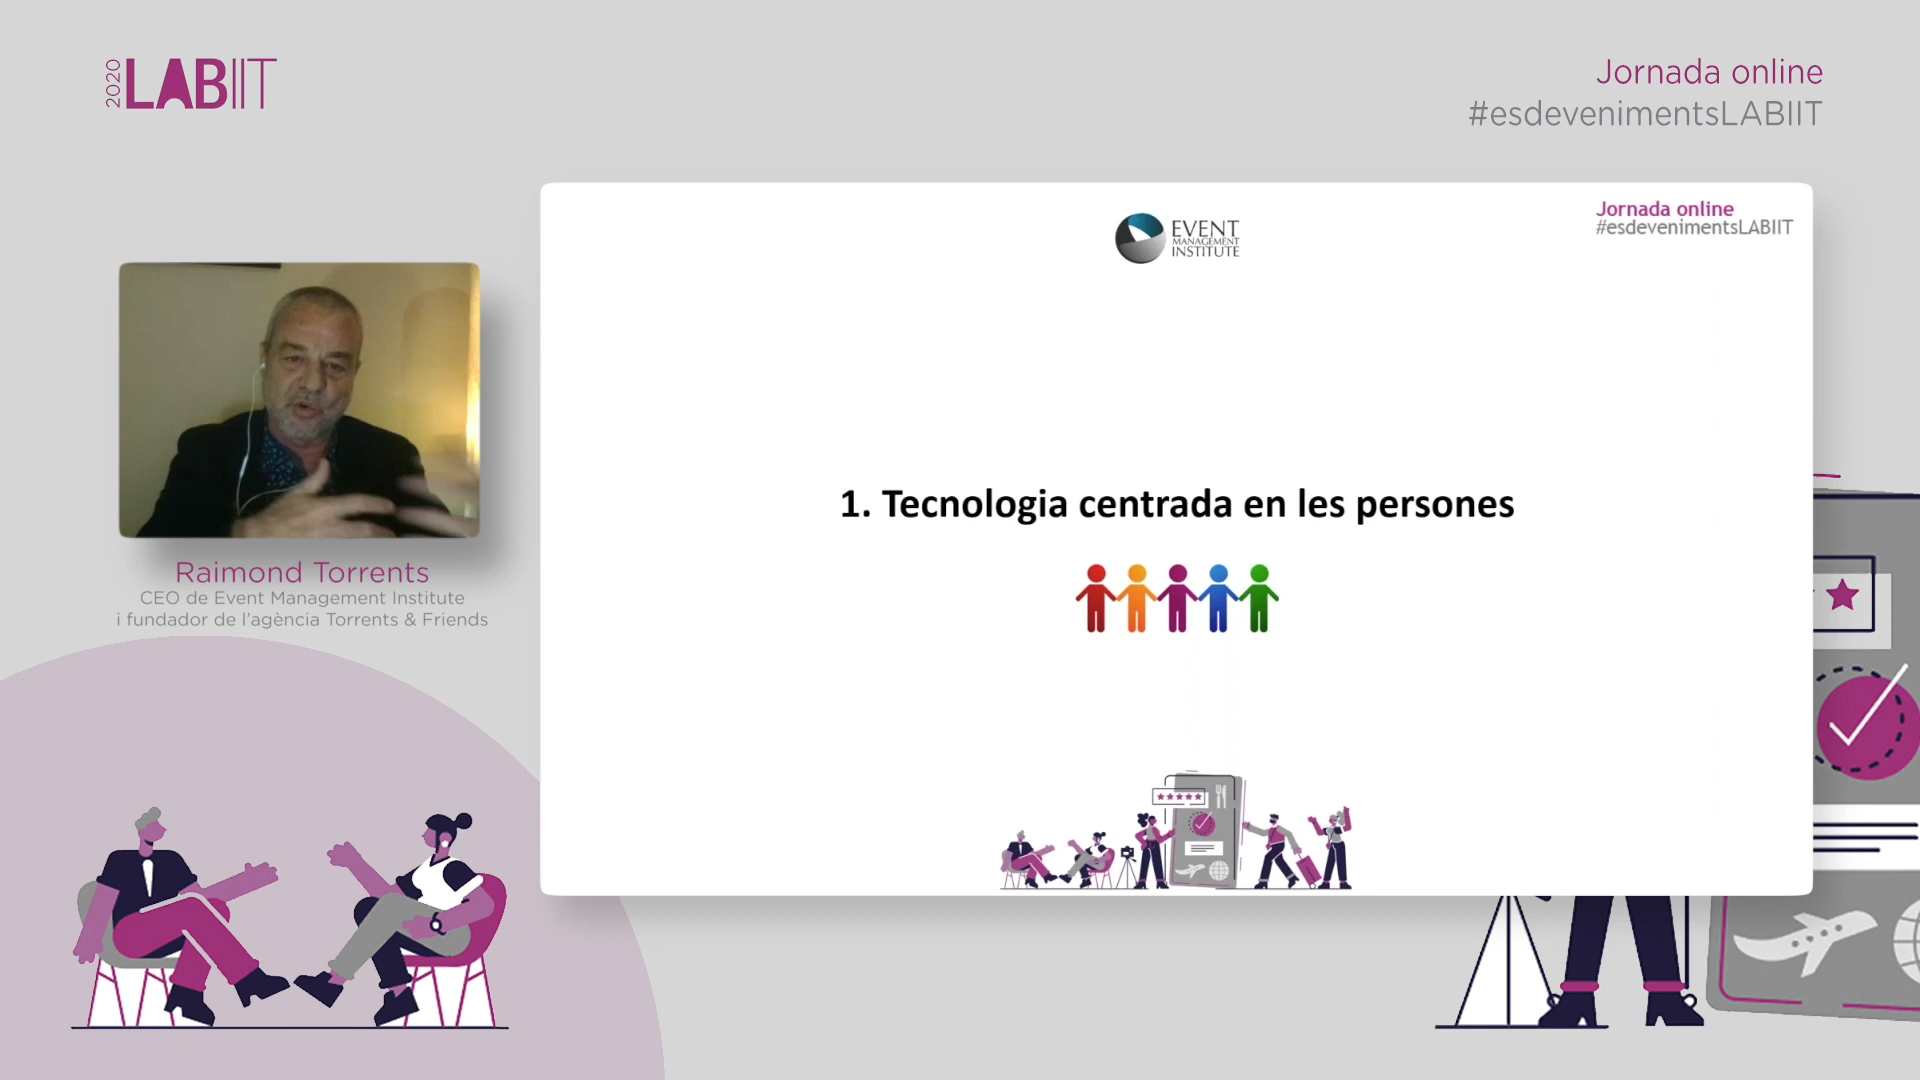 2020 LABIIT
Jornada online
#esdevenimentsLABIIT
EVENT
MANAGEMENT
INSTITUTE
Jornada online
#esdevenimentsLABIIT
1. Tecnologia centrada en les persones
Raimond Torrents
CEO de Event Management Institute
i fundador de l'agència Torrents & Friends